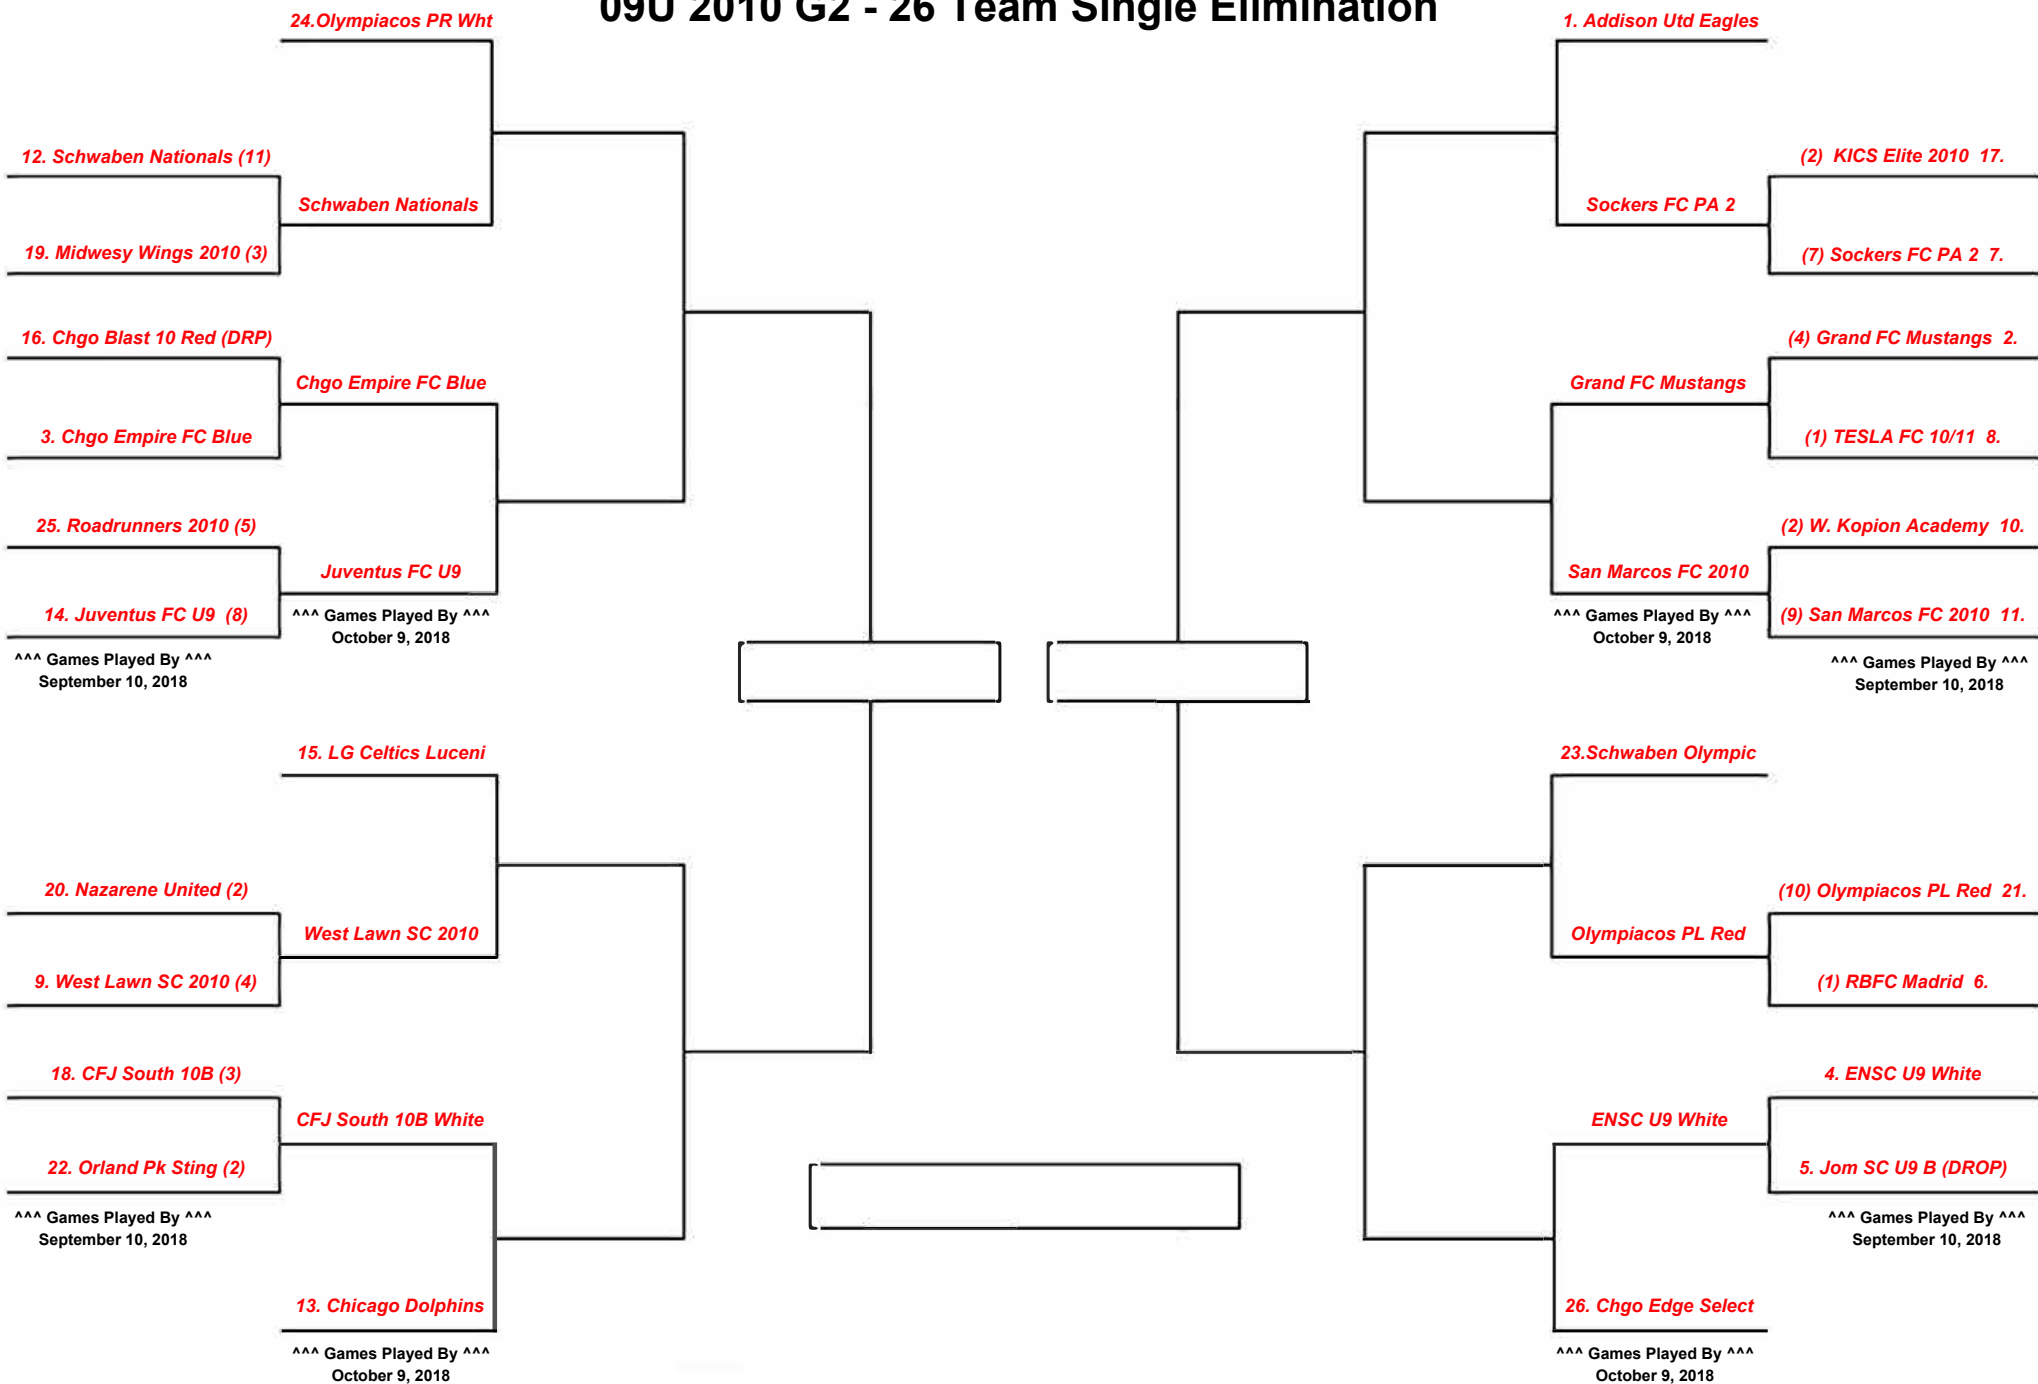 09U 2010 G2 - 26 Team Single Elimination
24.Olympiacos PR Wht
12. Schwaben Nationals (11)
Schwaben Nationals
19. Midwesy Wings 2010 (3)
16. Chgo Blast 10 Red (DRP)
Chgo Empire FC Blue
3. Chgo Empire FC Blue
25. Roadrunners 2010 (5)
Juventus FC U9
14. Juventus FC U9 (8)
^^^ Games Played By ^^^
October 9, 2018
^^^ Games Played By ^^^
September 10, 2018
15. LG Celtics Luceni
20. Nazarene United (2)
West Lawn SC 2010
9. West Lawn SC 2010 (4)
18. CFJ South 10B (3)
CFJ South 10B White
22. Orland Pk Sting (2)
^^^ Games Played By ^^^
September 10, 2018
13. Chicago Dolphins
^^^ Games Played By ^^^
October 9, 2018
1. Addison Utd Eagles
(2) KICS Elite 2010 17.
Sockers FC PA 2
(7) Sockers FC PA 2 7.
(4) Grand FC Mustangs 2.
Grand FC Mustangs
(1) TESLA FC 10/11 8.
(2) W. Kopion Academy 10.
San Marcos FC 2010
(9) San Marcos FC 2010 11.
^^^ Games Played By ^^^
October 9, 2018
^^^ Games Played By ^^^
September 10, 2018
23.Schwaben Olympic
(10) Olympiacos PL Red 21.
Olympiacos PL Red
(1) RBFC Madrid 6.
4. ENSC U9 White
ENSC U9 White
5. Jom SC U9 B (DROP)
^^^ Games Played By ^^^
September 10, 2018
26. Chgo Edge Select
^^^ Games Played By ^^^
October 9, 2018